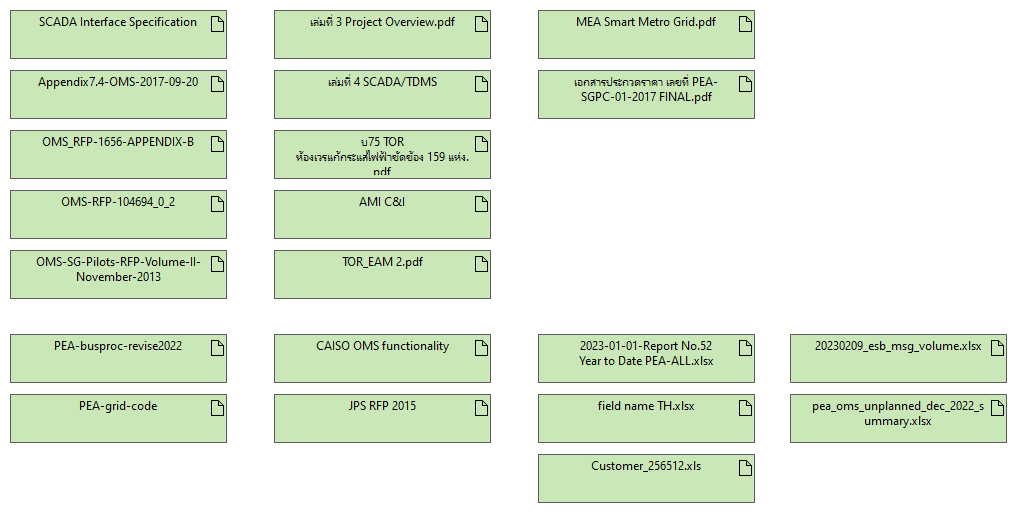 SCADA Interface Specification
เล่มที่ 3 Project Overview.pdf
MEA Smart Metro Grid.pdf
Appendix7.4-OMS-2017-09-20
เล่มที่ 4 SCADA/TDMS
เอกสารประกวดราคา เลขที่ PEA-
SGPC-01-2017 FINAL.pdf
OMS_RFP-1656-APPENDIX-B
บ75 TOR
ห้องเวรแก้กระแสไฟฟ้าขัดข้อง 159 แห่ง.
pdf
OMS-RFP-104694_0_2
AMI C&I
OMS-SG-Pilots-RFP-Volume-II-
November-2013
TOR_EAM 2.pdf
PEA-busproc-revise2022
CAISO OMS functionality
2023-01-01-Report No.52
Year to Date PEA-ALL.xlsx
20230209_esb_msg_volume.xlsx
PEA-grid-code
JPS RFP 2015
field name TH.xlsx
pea_oms_unplanned_dec_2022_s
ummary.xlsx
Customer_256512.xls